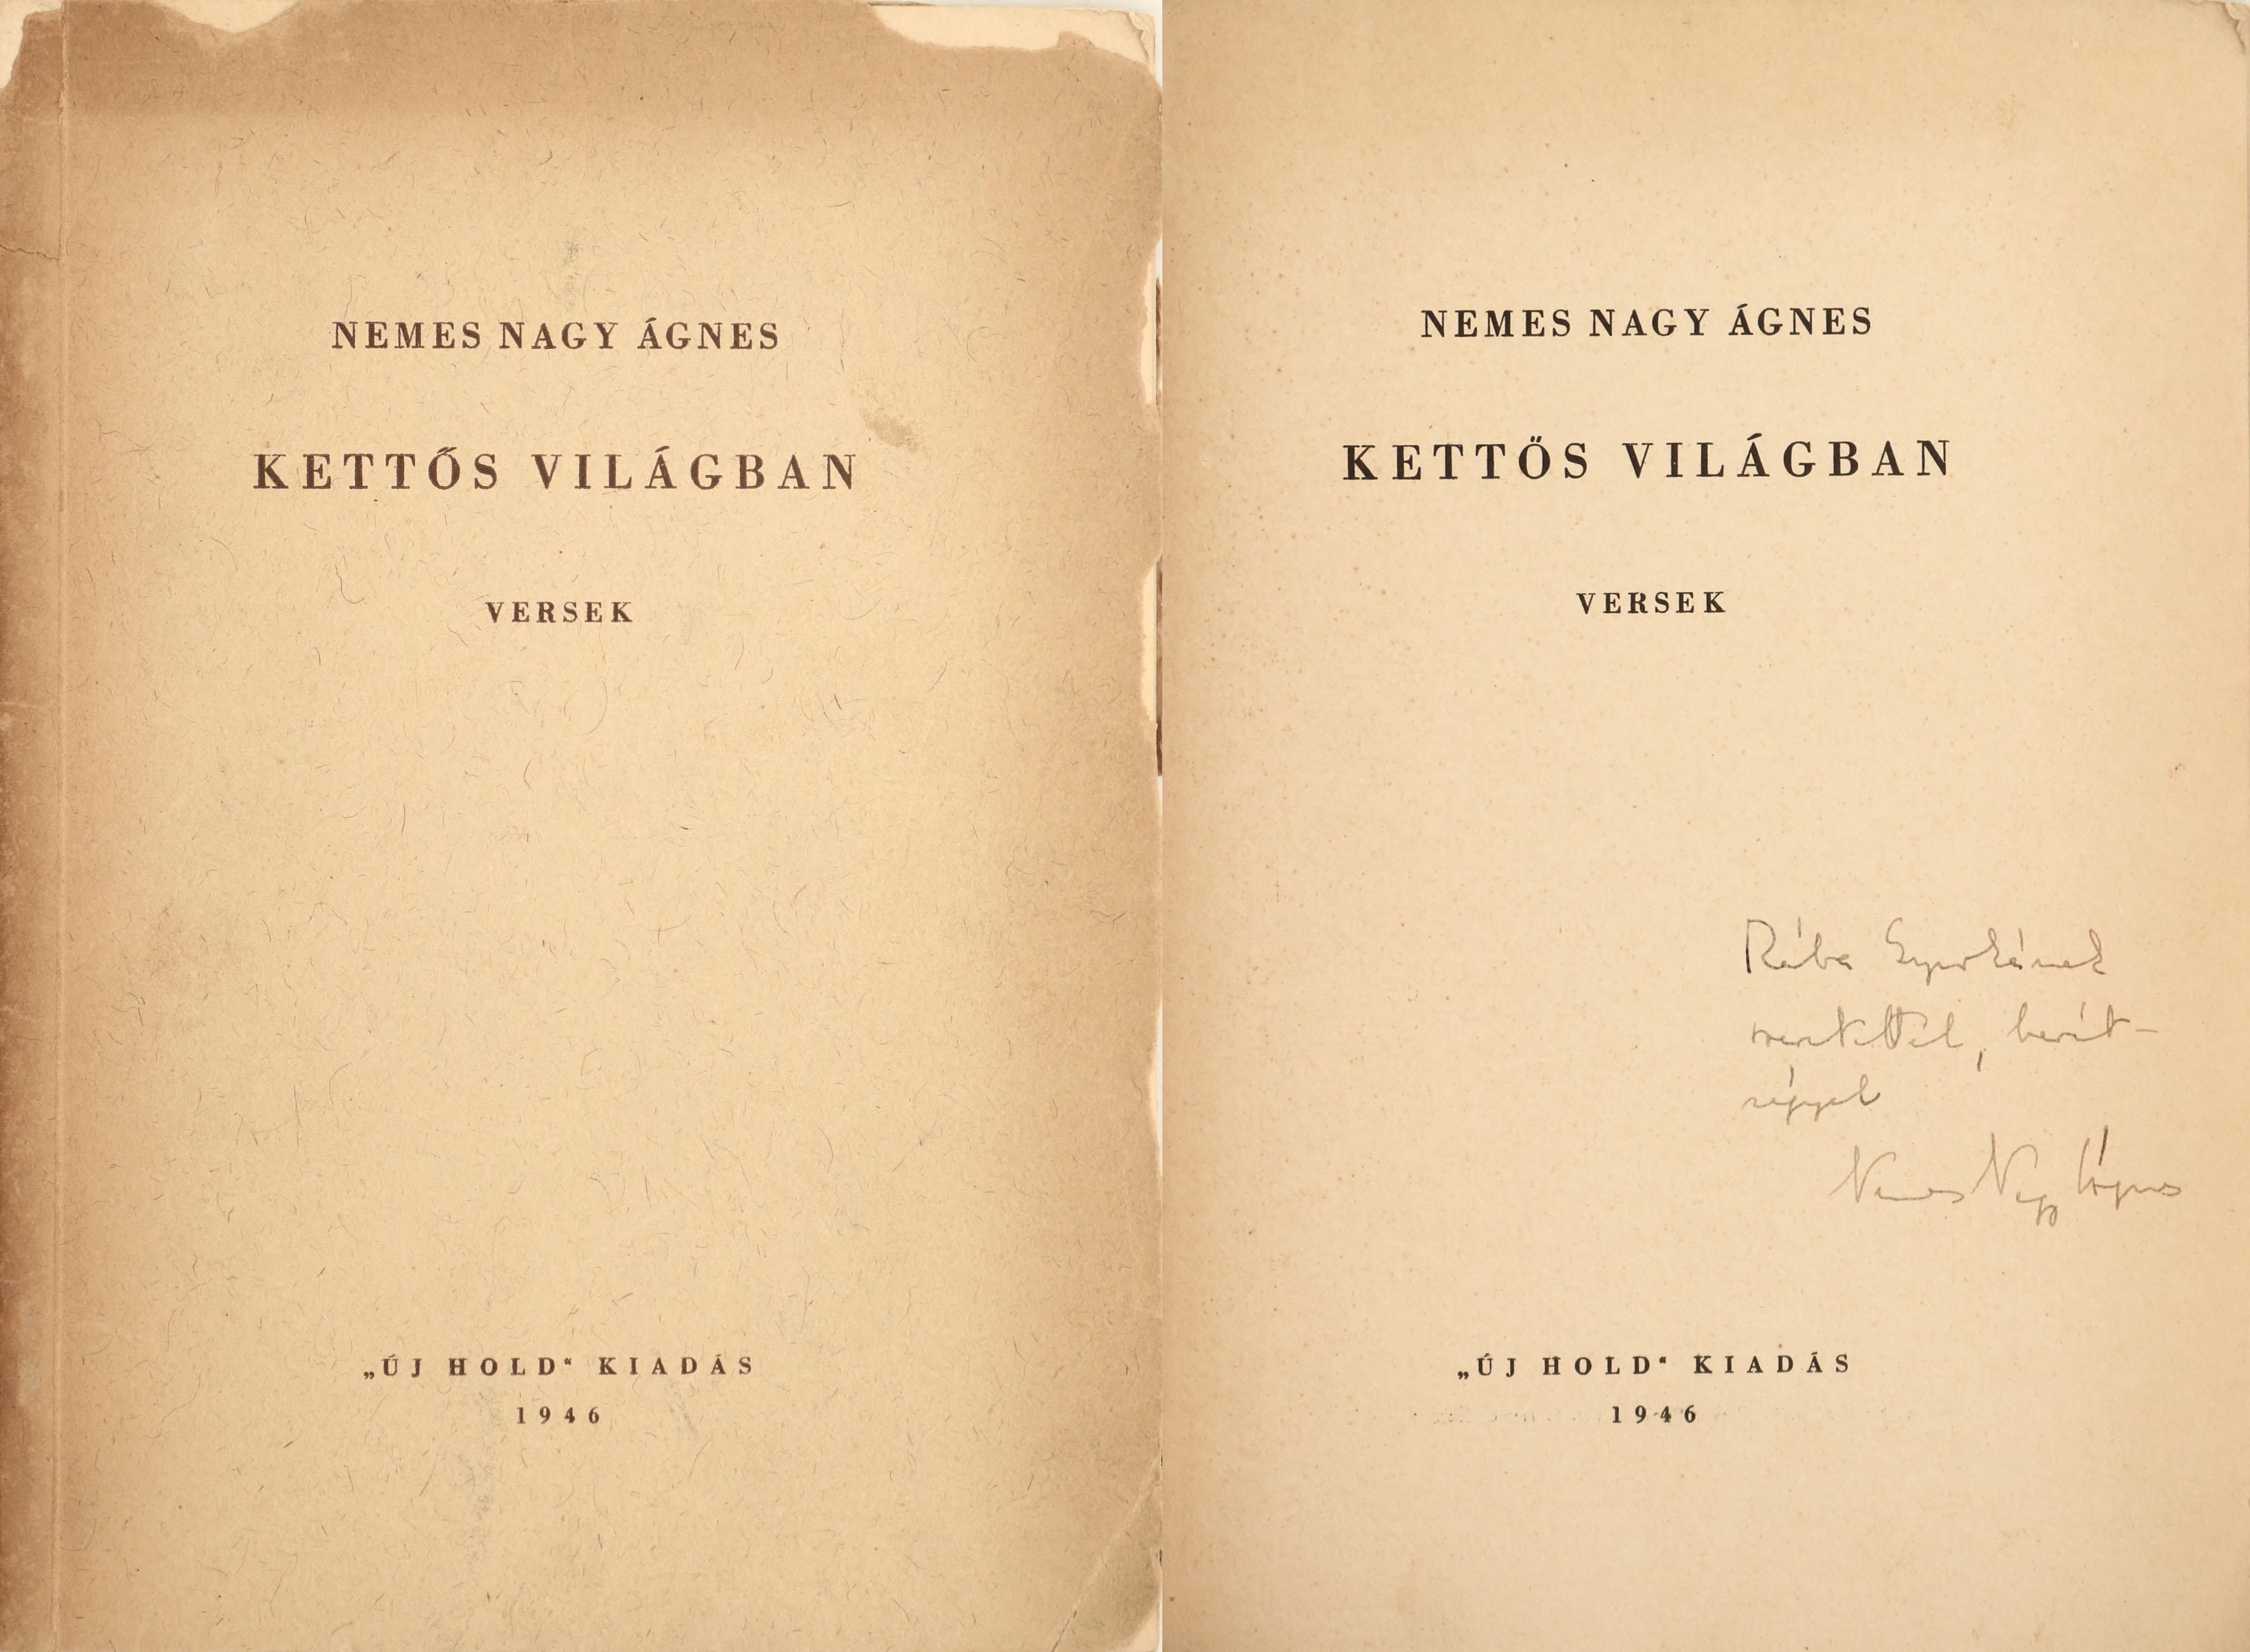 NEMES NAGY ÁGNES
KETTŐS VILÁGBAN
VERSEK
„ÚJ HOLD“ KIADÁS
1946
NEMES NAGY ÁGNES
KETTŐS VILÁGBAN
VERSEK
Rába Gyurkának
szeretettel, barát-
sággal
Nemes Nagy Ágnes
„ÚJ HOLD“ KIADÁS
1946